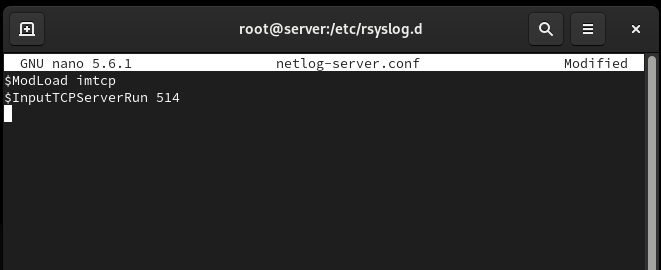 root@server:/etc/rsyslog.d
GNU nano 5.6.1 netlog-server.conf Modified
$ModLoad imtcp
$InputTCPServerRun 514